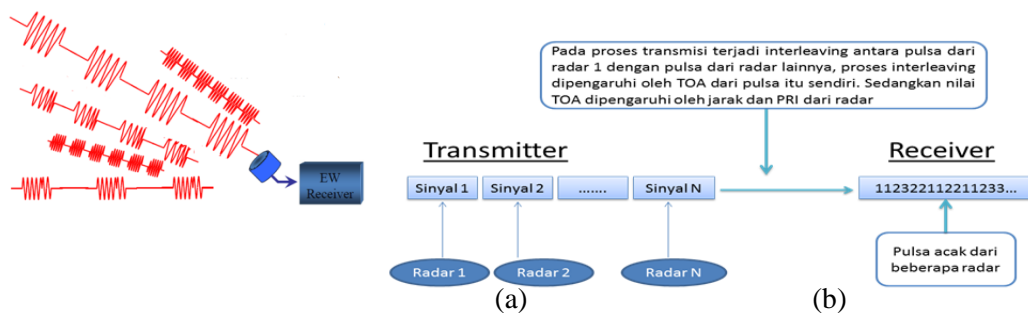 Pada proses transmisi terjadi interleaving antara pulsa dari
radar 1 dengan pulsa dari radar lainnya, proses interleaving
dipengaruhi oleh TOA dari pulsa itu sendiri. Sedangkan nilai
TOA dipengaruhi oleh jarak dan PRI dari radar
EW
Receiver
Transmitter
Receiver
Sinyal 1
Sinyal 2
.......
Sinyal N
112322112211233...
Radar 1
Radar 2
Radar N
Pulsa acak dari
beberapa radar
(a)
(b)